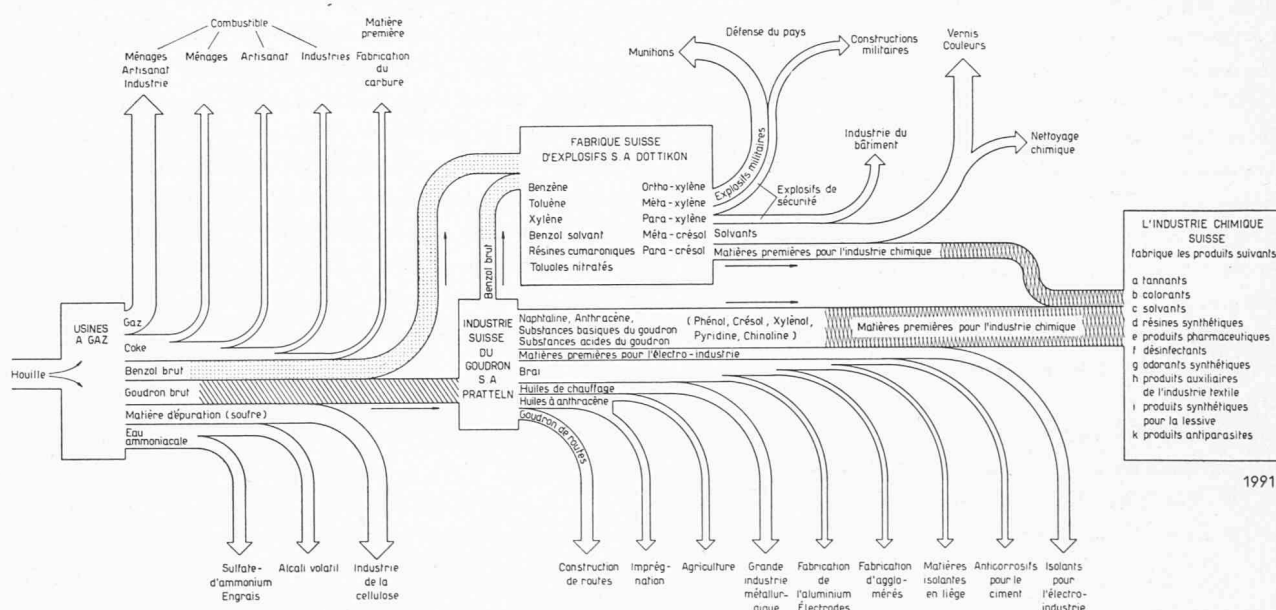 Combustible
Ménages
Artisanat
Industrie
Ménages
Artisanat
Industries
Matière
première
Fabrication
du
carbure
Munitions
Défense du pays
Constructions
militaires
Vernis
Couleurs
Nettoyage
chimique
Industrie du
bâtiment
Explosifs militaires
Explosifs de
sécurité
FABRIQUE SUISSE
D'EXPLOSIFS S.A DOTTIKON
Benzène
Toluène
Xylène
Benzol solvant
Résines cumaroniques
Toluoles nitratés
Ortho-xylène
Méta-xylène
Para-xylène
Méta-crésol
Para-crésol
Solvants
Matières premières pour l'industrie chimique
Benzol brut
USINES
A GAZ
Houille
Gaz
Coke
Benzol brut
Goudron brut
Matière d'épuration (soufre)
Eau
ammoniacale
INDUSTRIE
SUISSE
DU
GOUDRON
S.A
PRATTELN
Naphtaline, Anthracène,
Substances basiques du goudron
Substances acides du goudron
(Phénol, Crésol, Xylènol,
Pyridine, Chinoline)
Matières premières pour l'industrie chimique
Matières premières pour l'électro-industrie
Brai
Huiles de chauffage
Huiles à anthracène
Goudron de routes
L'INDUSTRIE CHIMIQUE
SUISSE
fabrique les produits suivants
a tannants
b colorants
c solvants
d résines synthétiques
e produits pharmaceutiques
f désinfectants
g odorants synthétiques
h produits auxiliaires
de l'industrie textile
i produits synthétiques
pour la lessive
k produits antiparasites
1991
Sulfate-
d'ammonium
Engrais
Alcali volatil
Industrie
de la
cellulose
Construction
de routes
Imprég-
nation
Agriculture
Grande
industrie
métallur-
gique
Fabrication
de
l'aluminium
Électrodes
Fabrication
d'agglo-
mérés
Matières
isolantes
en liège
Anticorrosifs
pour le
ciment
Isolants
pour
l'électro-
industrie